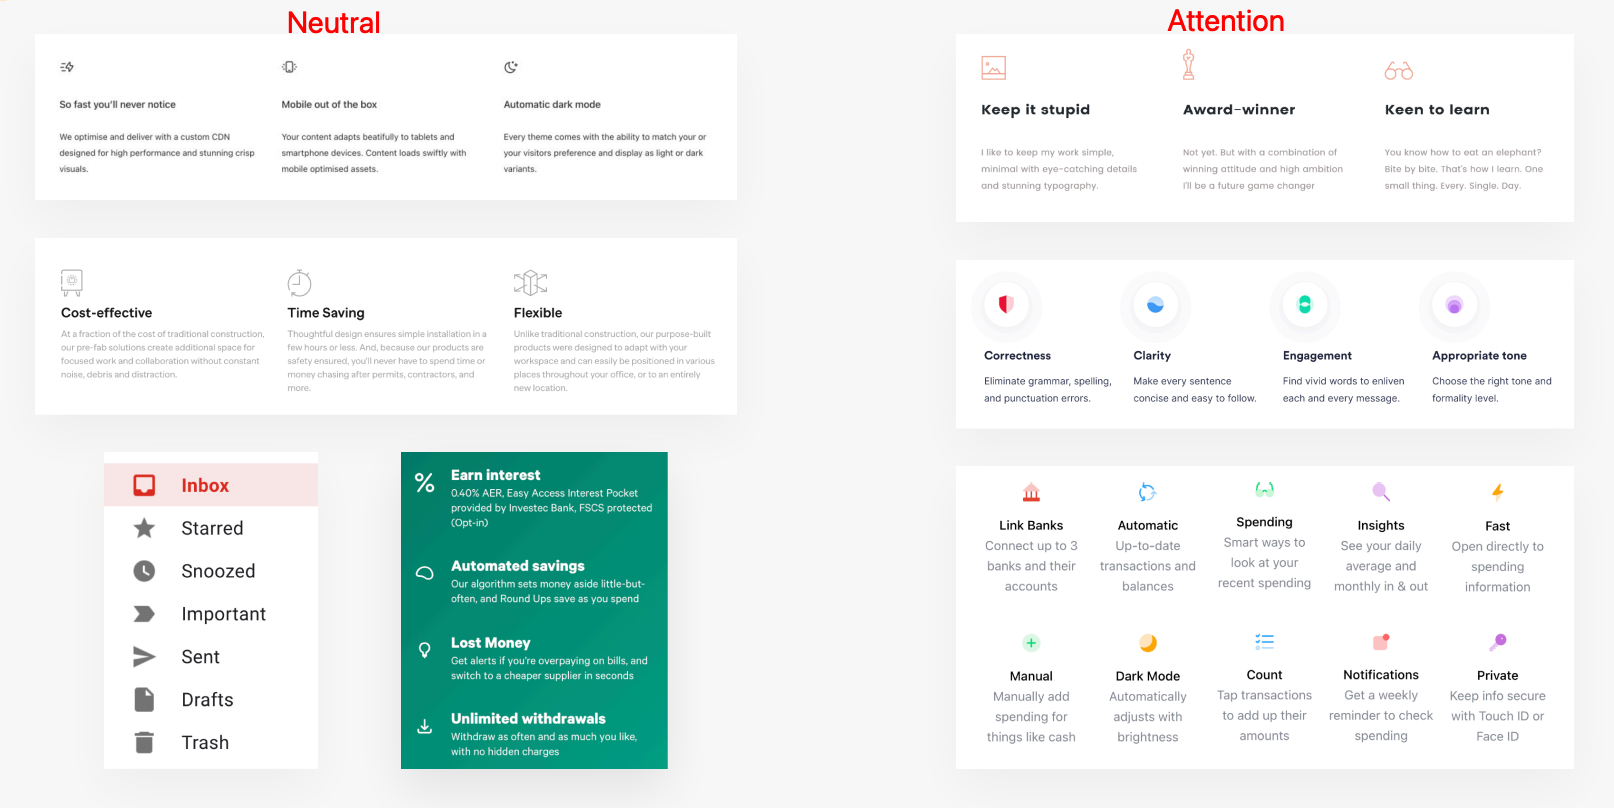 Neutral
So fast you'll never notice
We optimise and deliver with a custom CDN
designed for high performance and stunning crisp
visuals.
Mobile out of the box
Your content adapts beatifully to tablets and
smartphone devices. Content loads swiftly with
mobile optimised assets.
Automatic dark mode
Every theme comes with the ability to match your or
your visitors preference and display as light or dark
variants.
Cost-effective
At a fraction of the cost of traditional construction,
our pre-fab solutions create additional space for
focused work and collaboration without constant
noise, debris and distraction.
Time Saving
Thoughtful design ensures simple installation in a
few hours or less. And, because our products are
safety ensured, you'll never have to spend time or
money chasing after permits, contractors, and
more.
Flexible
Unlike traditional construction, our purpose-built
products were designed to adapt with your
workspace and can easily be positioned in various
places throughout your office, or to an entirely
new location.
Inbox
Starred
Snoozed
Important
Sent
Drafts
Trash
Earn interest
0.40% AER, Easy Access Interest Pocket
provided by Investec Bank, FSCS protected
(Opt-in)
Automated savings
Our algorithm sets money aside little-but-
often, and Round Ups save as you spend
Lost Money
Get alerts if you're overpaying on bills, and
switch to a cheaper supplier in seconds
Unlimited withdrawals
Withdraw as often and as much you like,
with no hidden charges
Attention
Keep it stupid
I like to keep my work simple,
minimal with eye-catching details
and stunning typography.
Award-winner
Not yet. But with a combination of
winning attitude and high ambition
I'll be a future game changer
Keen to learn
You know how to eat an elephant?
Bite by bite. That's how I learn. One
small thing. Every. Single. Day.
Correctness
Eliminate grammar, spelling,
and punctuation errors.
Clarity
Make every sentence
concise and easy to follow.
Engagement
Find vivid words to enliven
each and every message.
Appropriate tone
Choose the right tone and
formality level.
Link Banks
Connect up to 3
banks and their
accounts
Automatic
Up-to-date
transactions and
balances
Spending
Smart ways to
look at your
recent spending
Insights
See your daily
average and
monthly in & out
Fast
Open directly to
spending
information
Manual
Manually add
spending for
things like cash
Dark Mode
Automatically
adjusts with
brightness
Count
Tap transactions
to add up their
amounts
Notifications
Get a weekly
reminder to check
spending
Private
Keep info secure
with Touch ID or
Face ID